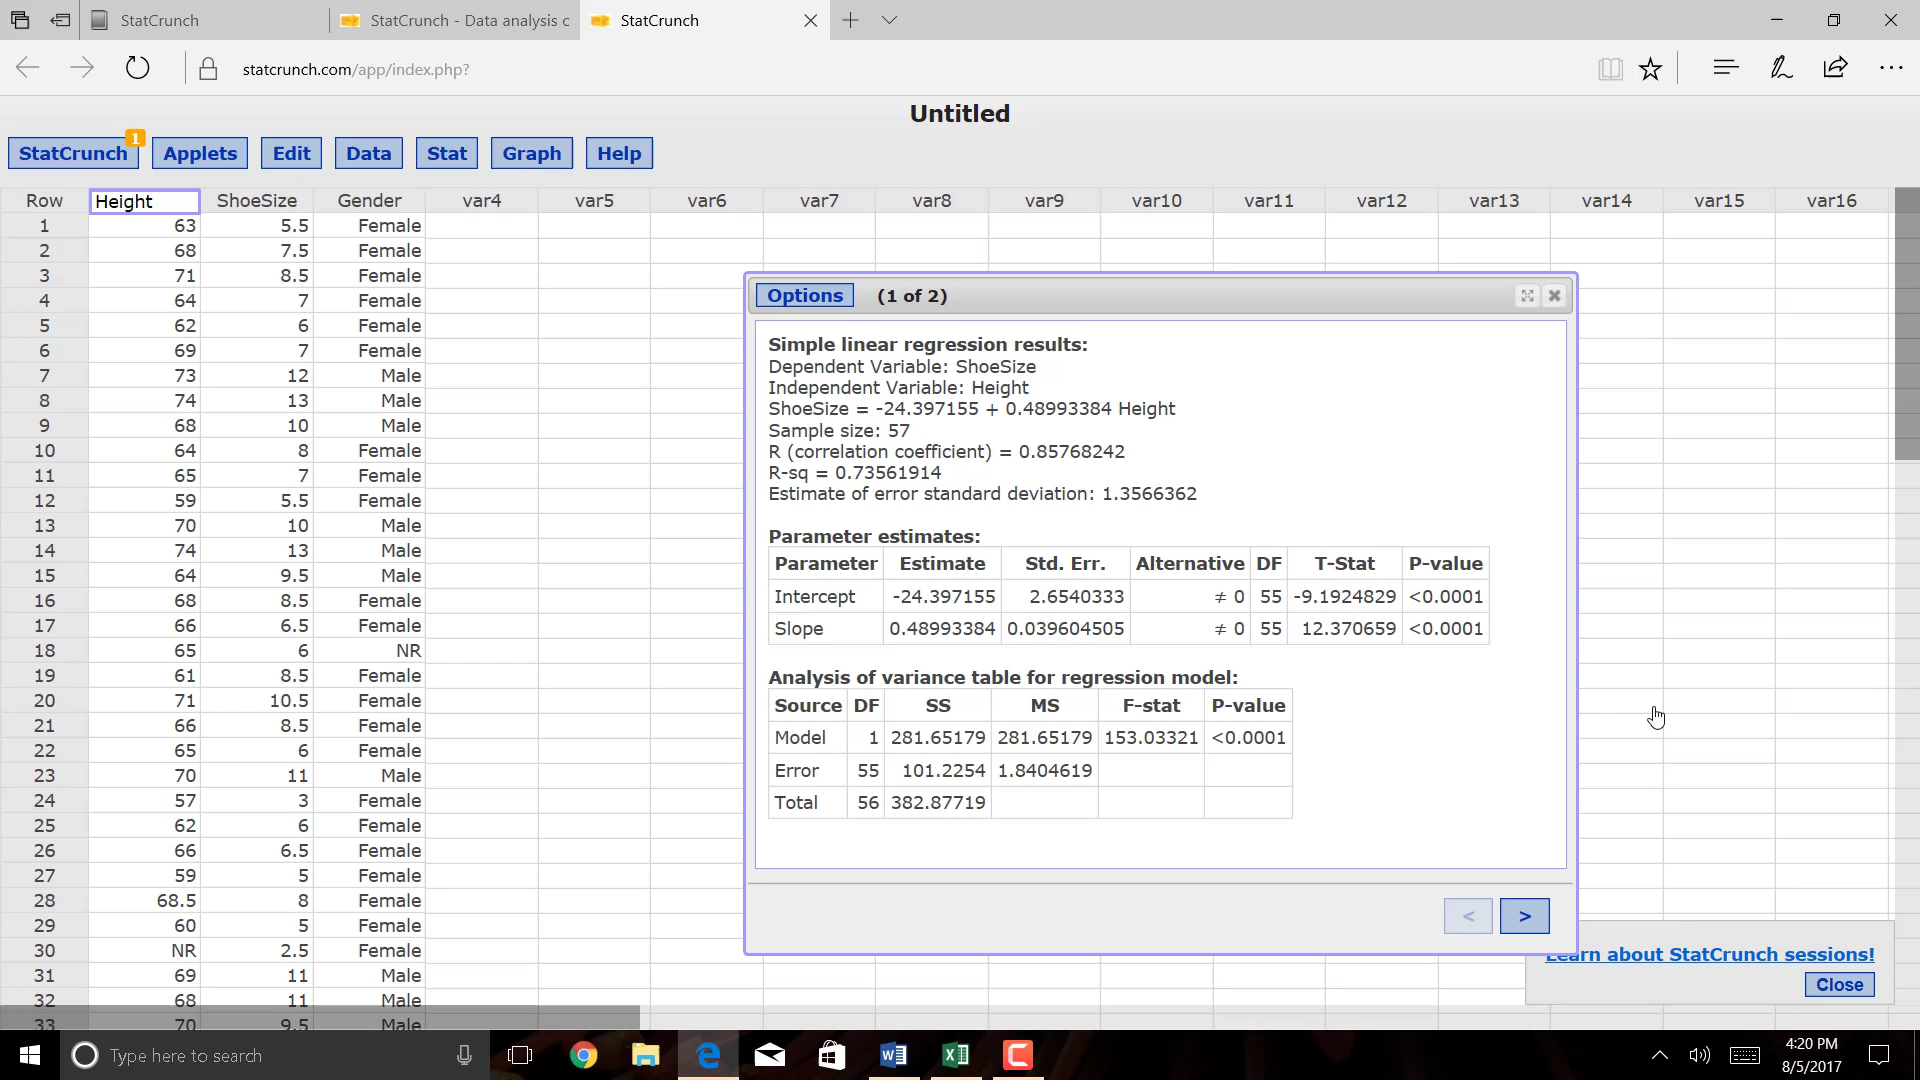 StatCrunch
StatCrunch - Data analysis c
StatCrunch
statcrunch.com/app/index.php?
Untitled
StatCrunch 1 Applets Edit Data Stat Graph Help
Row Height ShoeSize Gender var4 var5 var6 var7 var8 var9 var10 var11 var12 var13 var14 var15 var16
1 63 5.5 Female
2 68 7.5 Female
3 71 8.5 Female
4 64 7 Female
5 62 6 Female
6 69 7 Female
7 73 12 Male
8 74 13 Male
9 68 10 Male
10 64 8 Female
11 65 7 Female
12 59 5.5 Female
13 70 10 Male
14 74 13 Male
15 64 9.5 Male
16 68 8.5 Female
17 66 6.5 Female
18 65 6 NR
19 61 8.5 Female
20 71 10.5 Female
21 66 8.5 Female
22 65 6 Female
23 70 11 Male
24 57 3 Female
25 62 6 Female
26 66 6.5 Female
27 59 5 Female
28 68.5 8 Female
29 60 5 Female
30 NR 2.5 Female
31 69 11 Male
32 68 11 Male
33 70 9.5 Male
Options (1 of 2)
Simple linear regression results:
Dependent Variable: ShoeSize
Independent Variable: Height
ShoeSize = -24.397155 + 0.48993384 Height
Sample size: 57
R (correlation coefficient) = 0.85768242
R-sq = 0.73561914
Estimate of error standard deviation: 1.3566362
Parameter estimates:
Parameter Estimate Std. Err. Alternative DF T-Stat P-value
Intercept -24.397155 2.6540333 ≠ 0 55 -9.1924829 <0.0001
Slope 0.48993384 0.039604505 ≠ 0 55 12.370659 <0.0001
Analysis of variance table for regression model:
Source DF SS MS F-stat P-value
Model 1 281.65179 281.65179 153.03321 <0.0001
Error 55 101.2254 1.8404619
Total 56 382.87719
< >
Learn about StatCrunch sessions!
Close
Type here to search
4:20 PM
8/5/2017